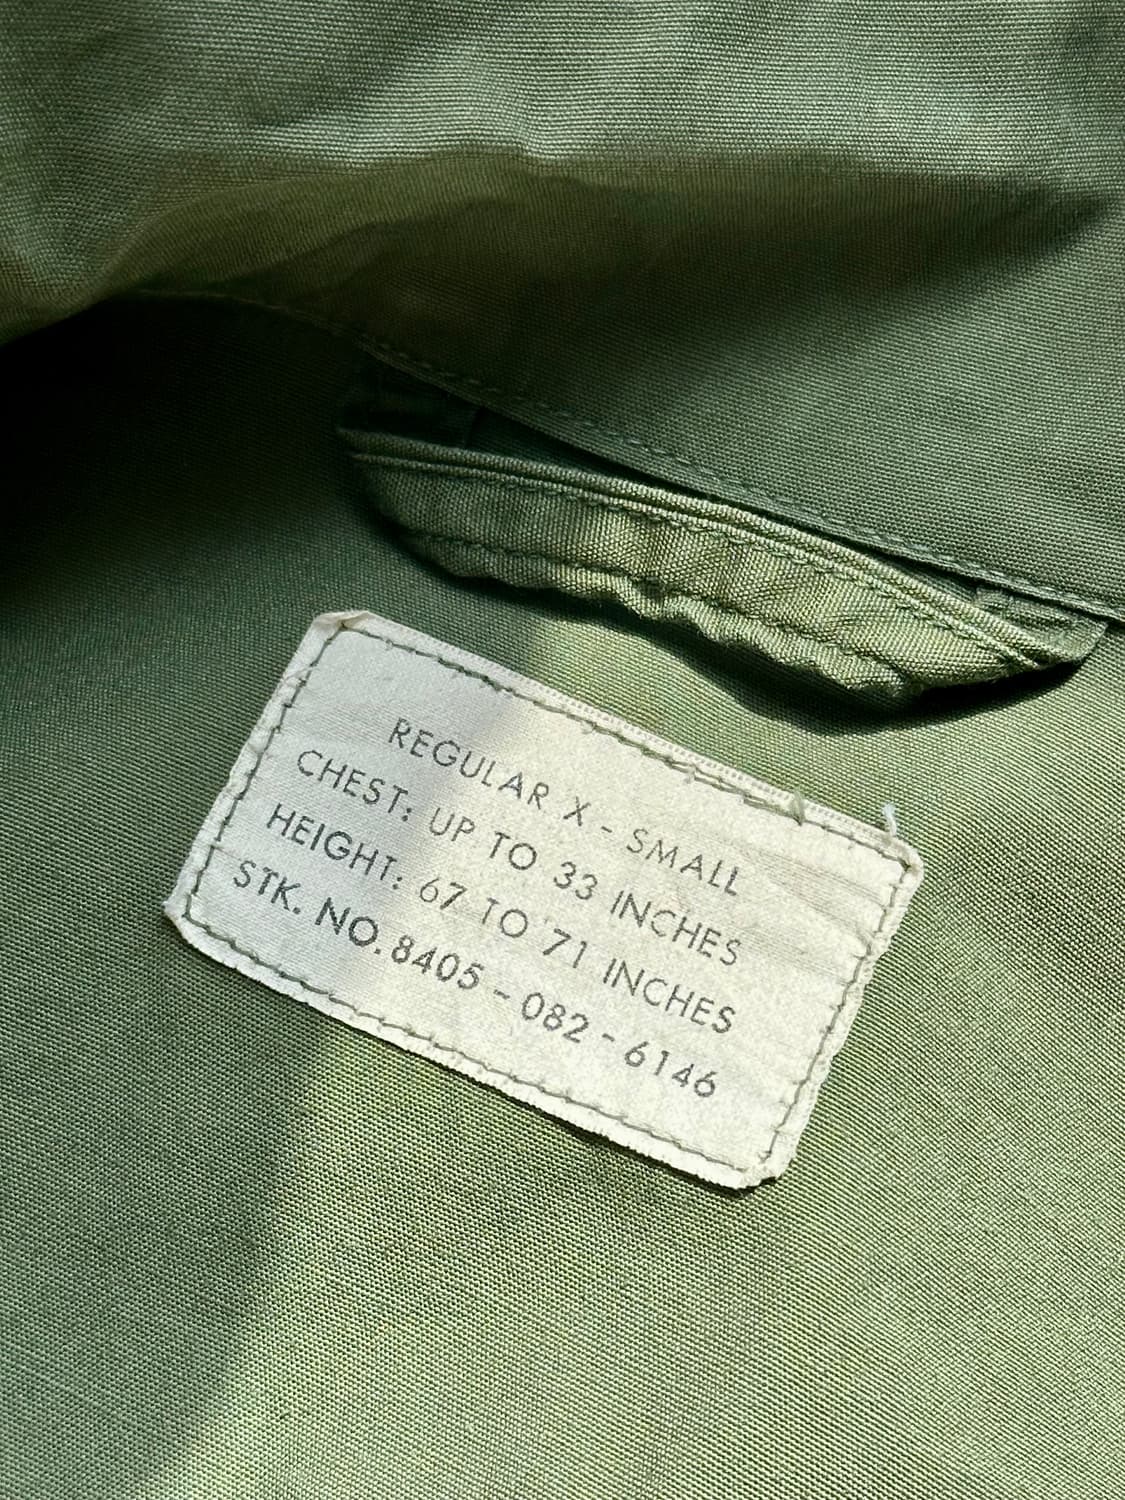 REGULAR X - SMALL
CHEST: UP TO 33 INCHES
HEIGHT: 67 TO 71 INCHES
STK. NO. 8405 - 082 - 6146